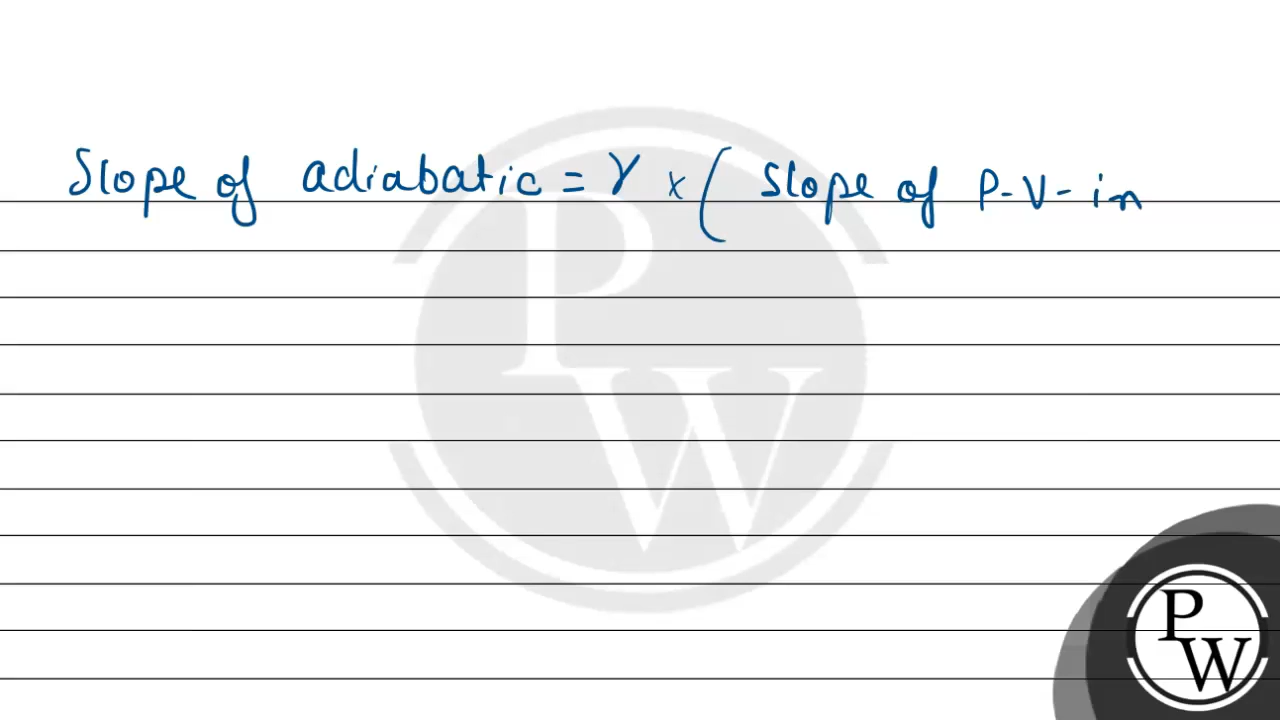 Slope of adiabatic = γ × ( Slope of P-V-in
P
W
P
W